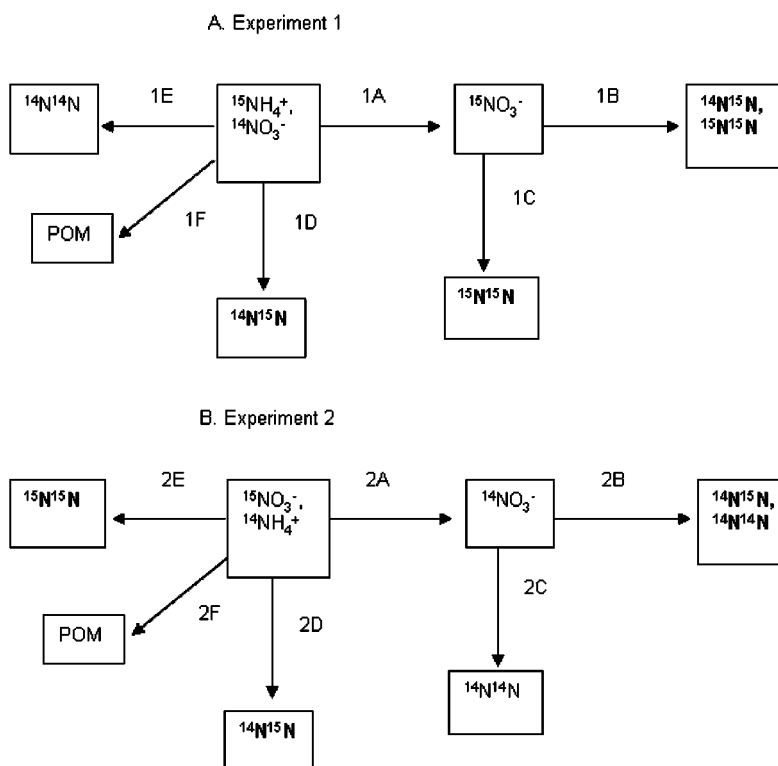 A. Experiment 1
¹⁴N¹⁴N
1E
¹⁵NH₄⁺,
¹⁴NO₃⁻
1A
¹⁵NO₃⁻
1B
¹⁴N¹⁵N,
¹⁵N¹⁵N
1F
1D
1C
POM
¹⁴N¹⁵N
¹⁵N¹⁵N
B. Experiment 2
¹⁵N¹⁵N
2E
¹⁵NO₃⁻,
¹⁴NH₄⁺
2A
¹⁴NO₃⁻
2B
¹⁴N¹⁵N,
¹⁴N¹⁴N
2F
2D
2C
POM
¹⁴N¹⁵N
¹⁴N¹⁴N